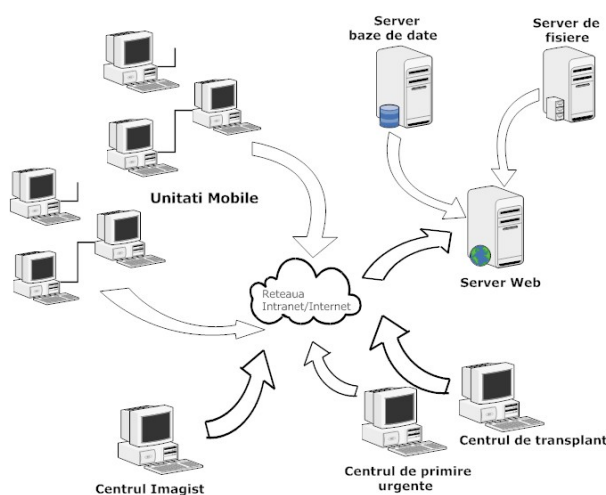 Server
baze de date
Server de
fisiere
Unitati Mobile
Server Web
Reteaua
Intranet/Internet
Centrul de transplant
Centrul de primire
urgente
Centrul Imagist